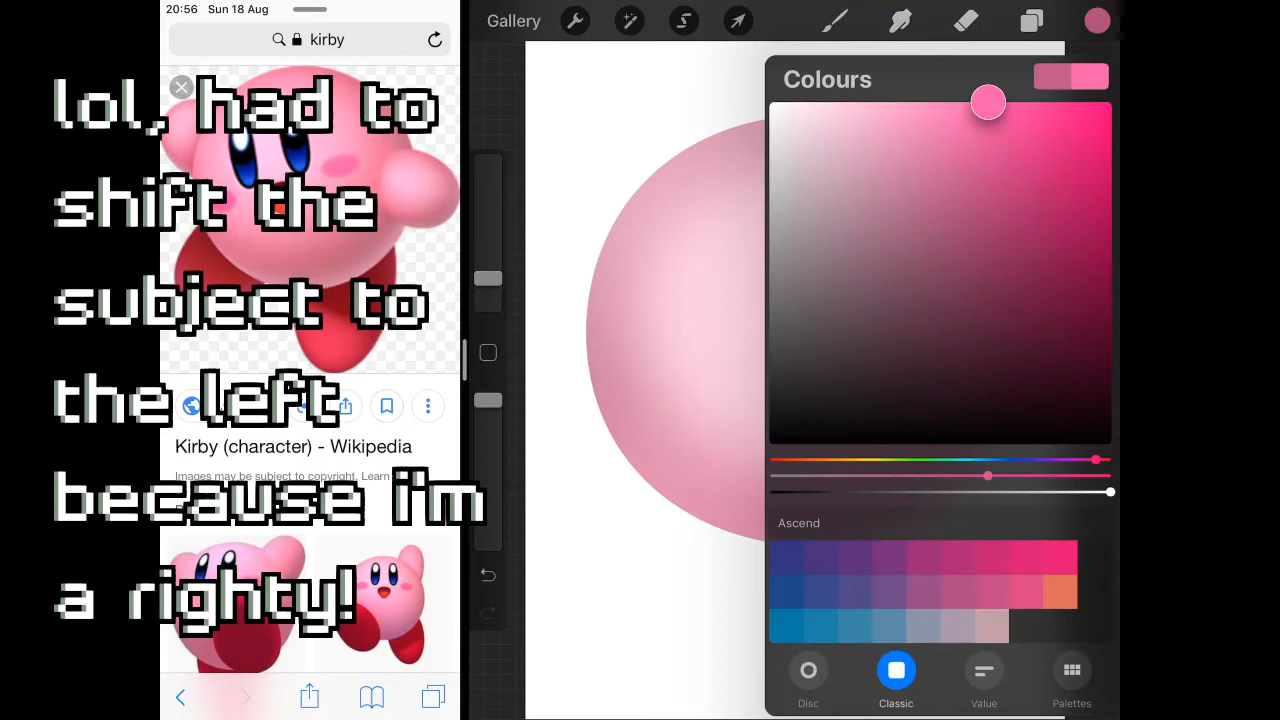 20:56 Sun 18 Aug
kirby
lol, had to
shift the
subject to
the left
because i'm
a righty!
Kirby (character) - Wikipedia
Images may be subject to copyright. Learn
Gallery
Colours
Ascend
Disc
Classic
Value
Palettes